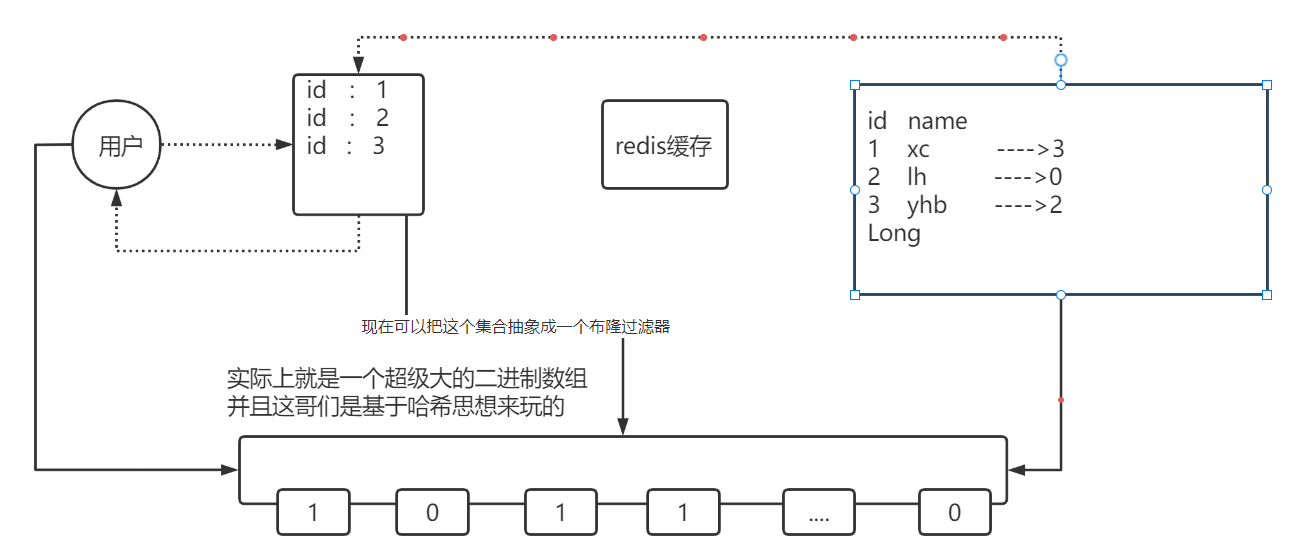 用户
id : 1
id : 2
id : 3
redis缓存
id name
1 xc ---->3
2 lh ---->0
3 yhb ---->2
Long
现在可以把这个集合抽象成一个布隆过滤器
实际上就是一个超级大的二进制数组
并且这哥们是基于哈希思想来玩的
1 0 1 1 .... 0